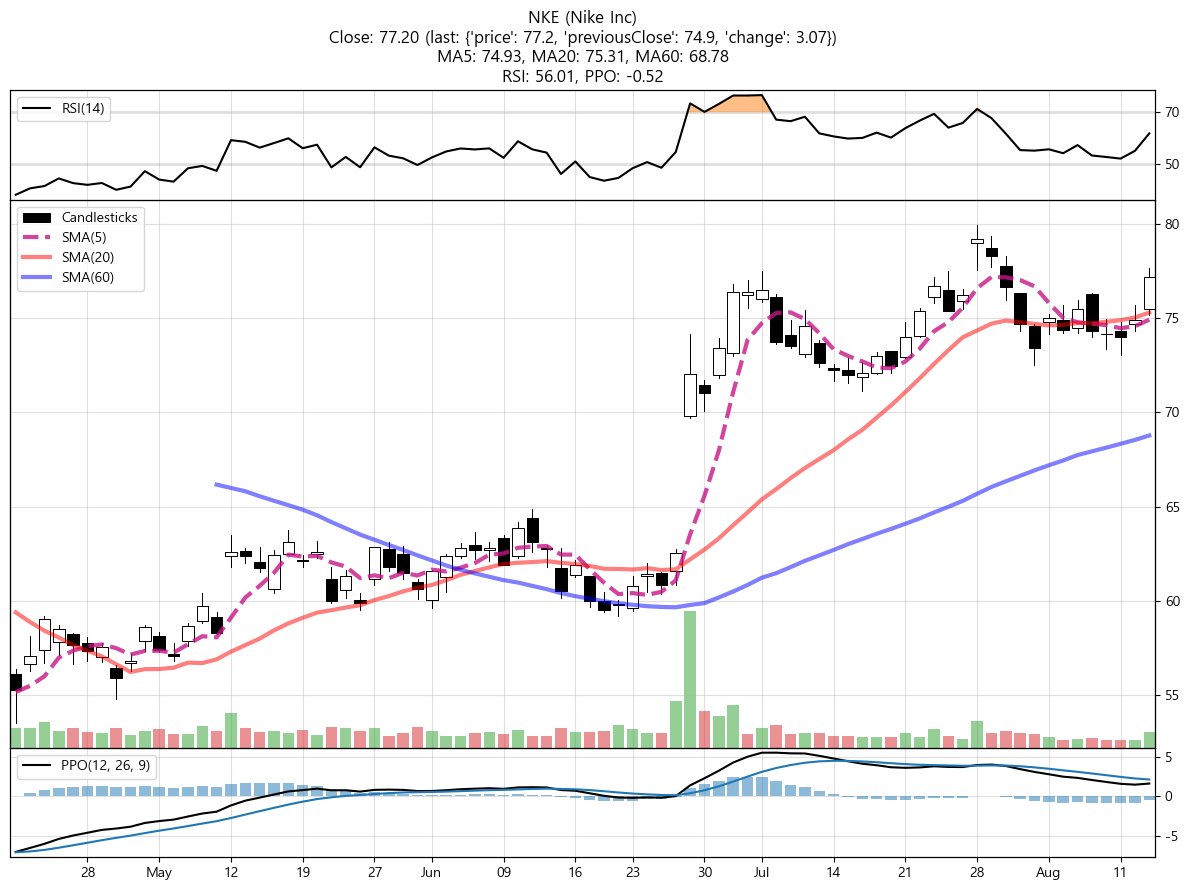 NKE (Nike Inc)
Close: 77.20 (last: {'price': 77.2, 'previousClose': 74.9, 'change': 3.07})
MA5: 74.93, MA20: 75.31, MA60: 68.78
RSI: 56.01, PPO: -0.52
RSI(14)
70
50
Candlesticks
SMA(5)
SMA(20)
SMA(60)
80
75
70
65
60
55
PPO(12, 26, 9)
5
0
-5
28 May 12 19 27 Jun 09 16 23 30 Jul 14 21 28 Aug 11